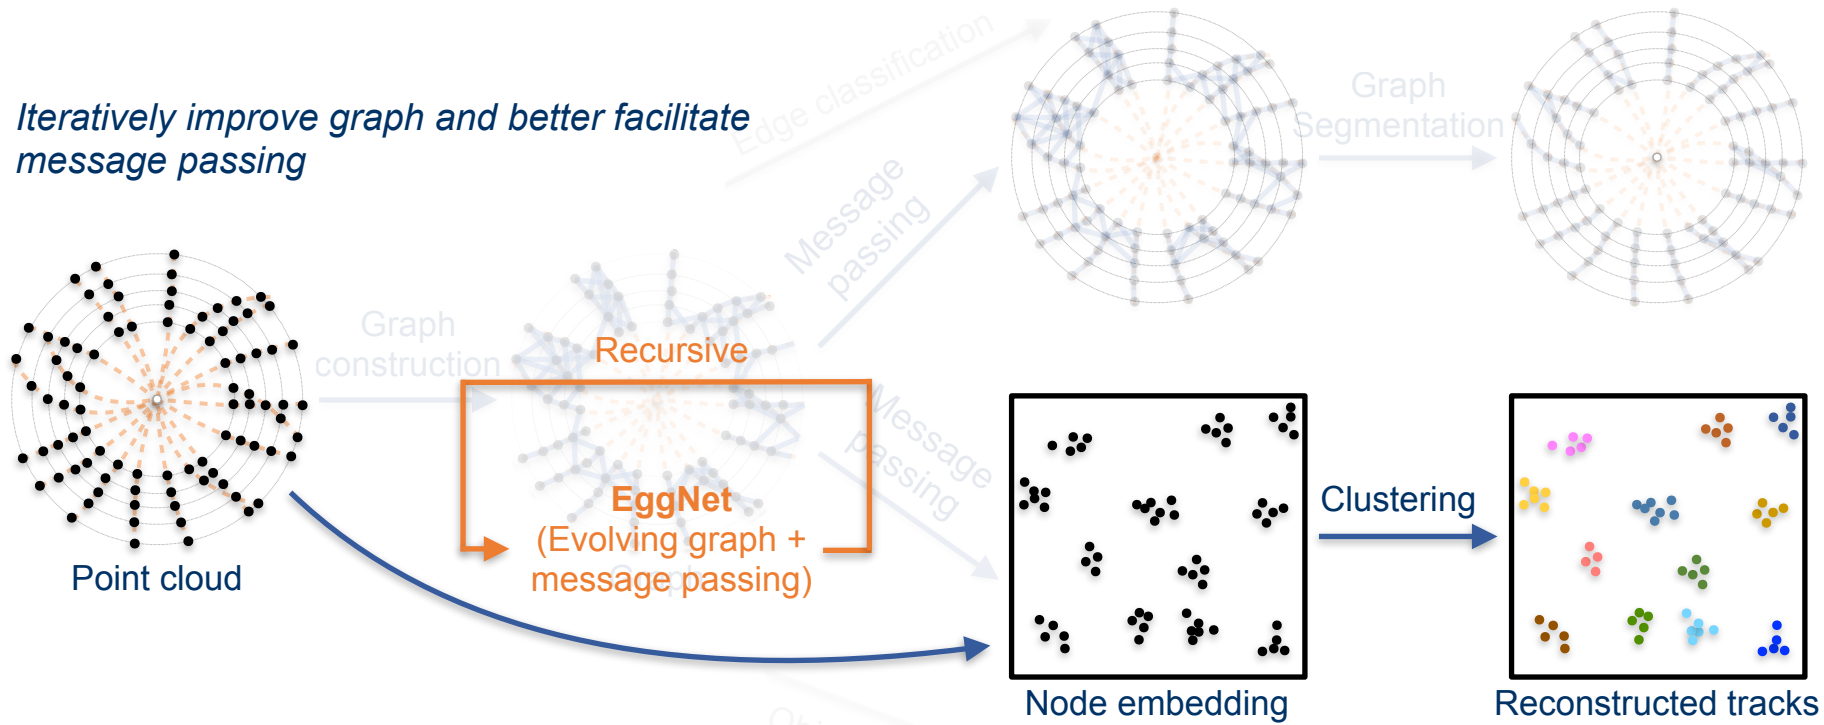 Iteratively improve graph and better facilitate
message passing
Edge classification
Graph
Segmentation
Message
passing
Graph
construction
Recursive
EggNet
(Evolving graph +
message passing)
Graph
Message
passing
Point cloud
Clustering
Node embedding
Reconstructed tracks